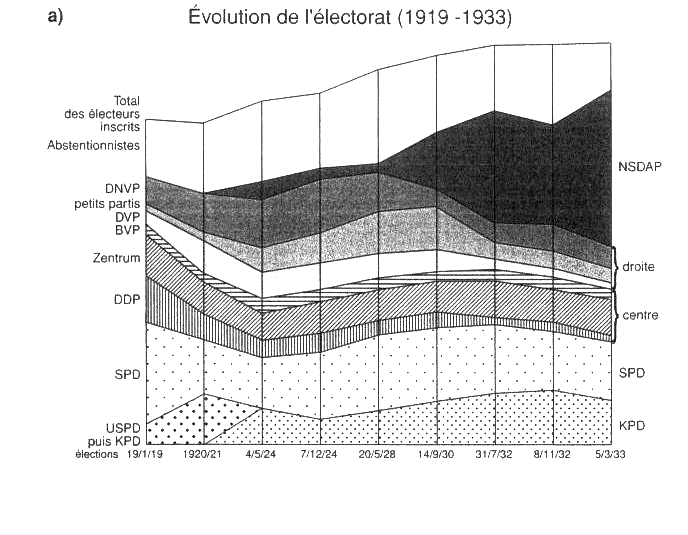 a)
Évolution de l'électorat (1919 -1933)
Total
des électeurs
inscrits
Abstentionnistes
DNVP
petits partis
DVP
BVP
Zentrum
DDP
SPD
USPD
puis KPD
NSDAP
droite
centre
SPD
KPD
élections 19/1/19 1920/21 4/5/24 7/12/24 20/5/28 14/9/30 31/7/32 8/11/32 5/3/33